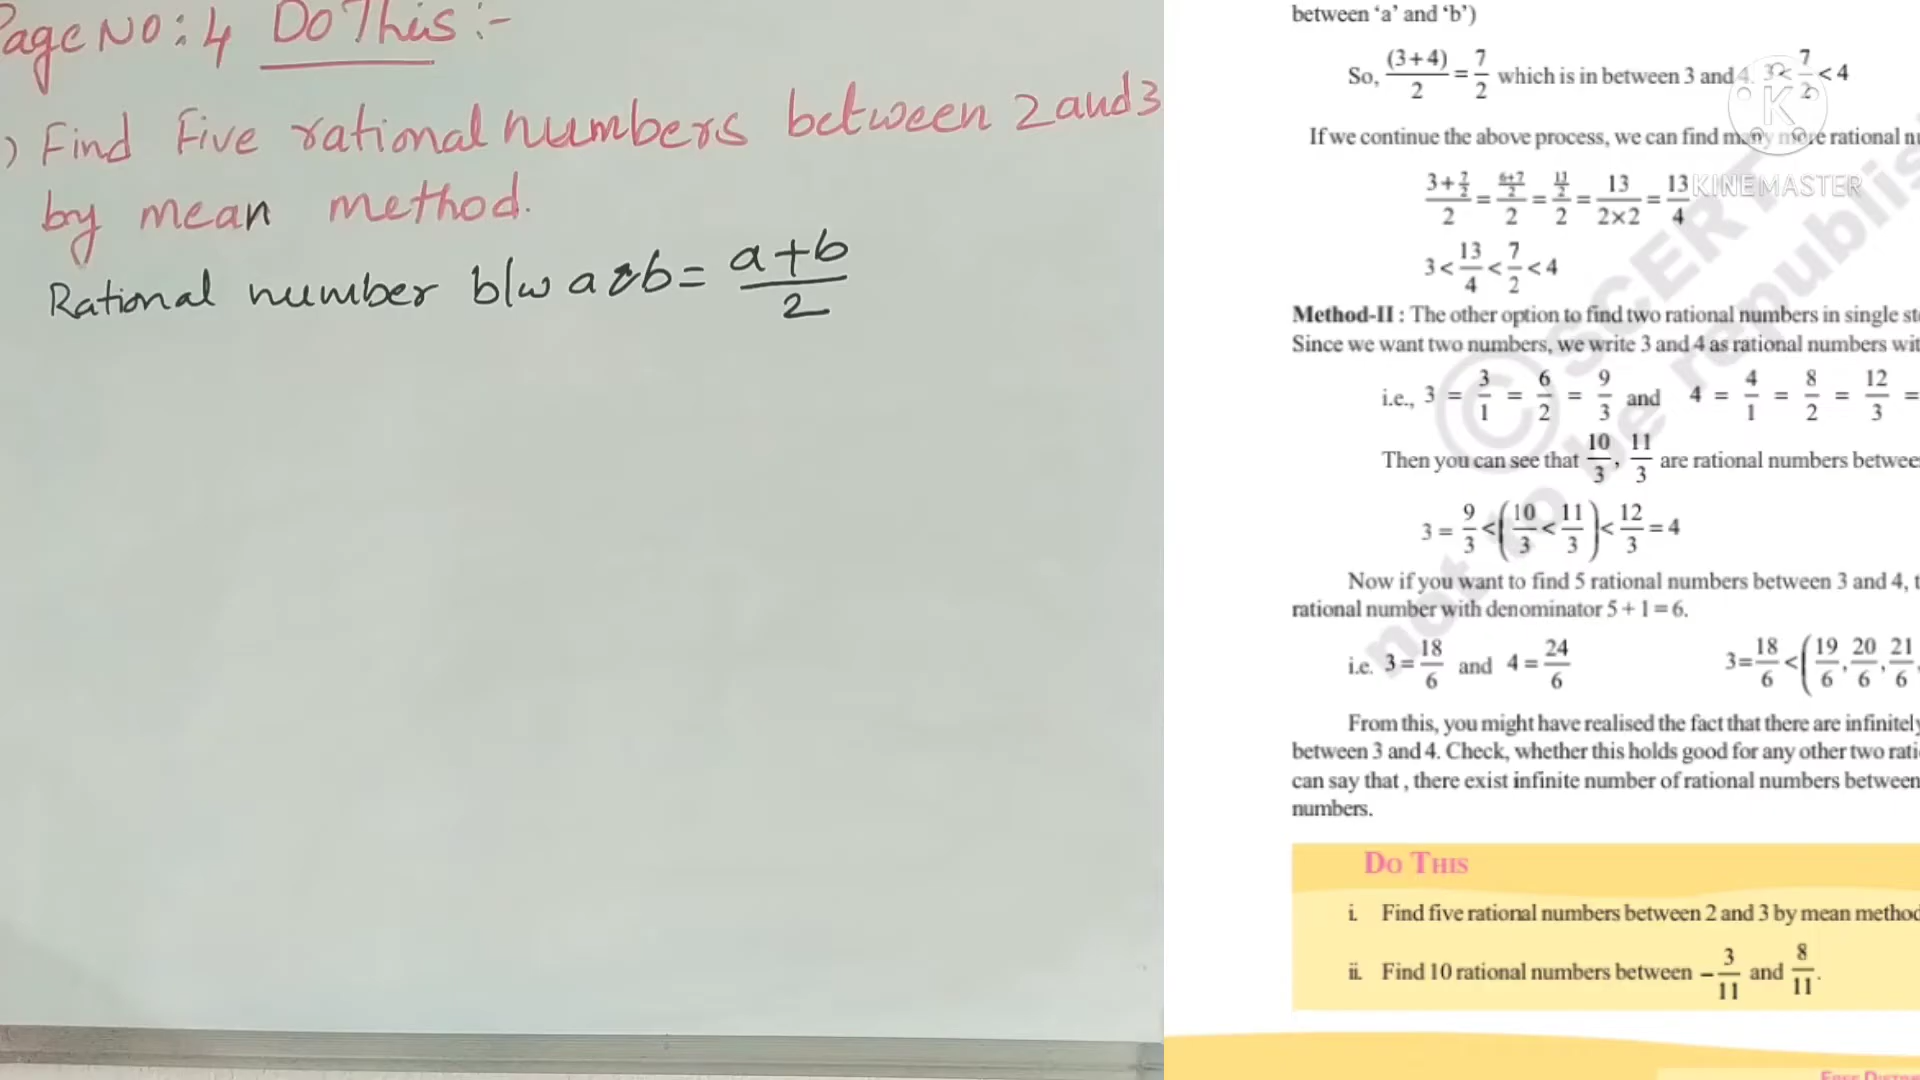 Page No: 4 Do This :-
) Find Five rational numbers between 2 and 3
by mean method.
Rational number b/w a & b = a+b/2
between ‘a’ and ‘b’)
So, (3+4)/2 = 7/2 which is in between 3 and 4. 3 < 7/2 < 4
If we continue the above process, we can find many more rational
(3+7/2)/2 = ((6+7)/2)/2 = (13/2)/2 = 13/(2×2) = 13/4
KINEMASTER
3 < 13/4 < 7/2 < 4
Method-II : The other option to find two rational numbers in single
Since we want two numbers, we write 3 and 4 as rational numbers
i.e., 3 = 3/1 = 6/2 = 9/3 and 4 = 4/1 = 8/2 = 12/3 =
Then you can see that 10/3, 11/3 are rational numbers
3 = 9/3 < (10/3 < 11/3) < 12/3 = 4
Now if you want to find 5 rational numbers between 3 and 4,
rational number with denominator 5 + 1 = 6.
i.e. 3 = 18/6 and 4 = 24/6 3 = 18/6 < (19/6, 20/6, 21/6,
From this, you might have realised the fact that there are infinitely
between 3 and 4. Check, whether this holds good for any other two
can say that , there exist infinite number of rational numbers between
numbers.
DO THIS
i. Find five rational numbers between 2 and 3 by mean method
ii. Find 10 rational numbers between -3/11 and 8/11.
© SCERT
not to be republis